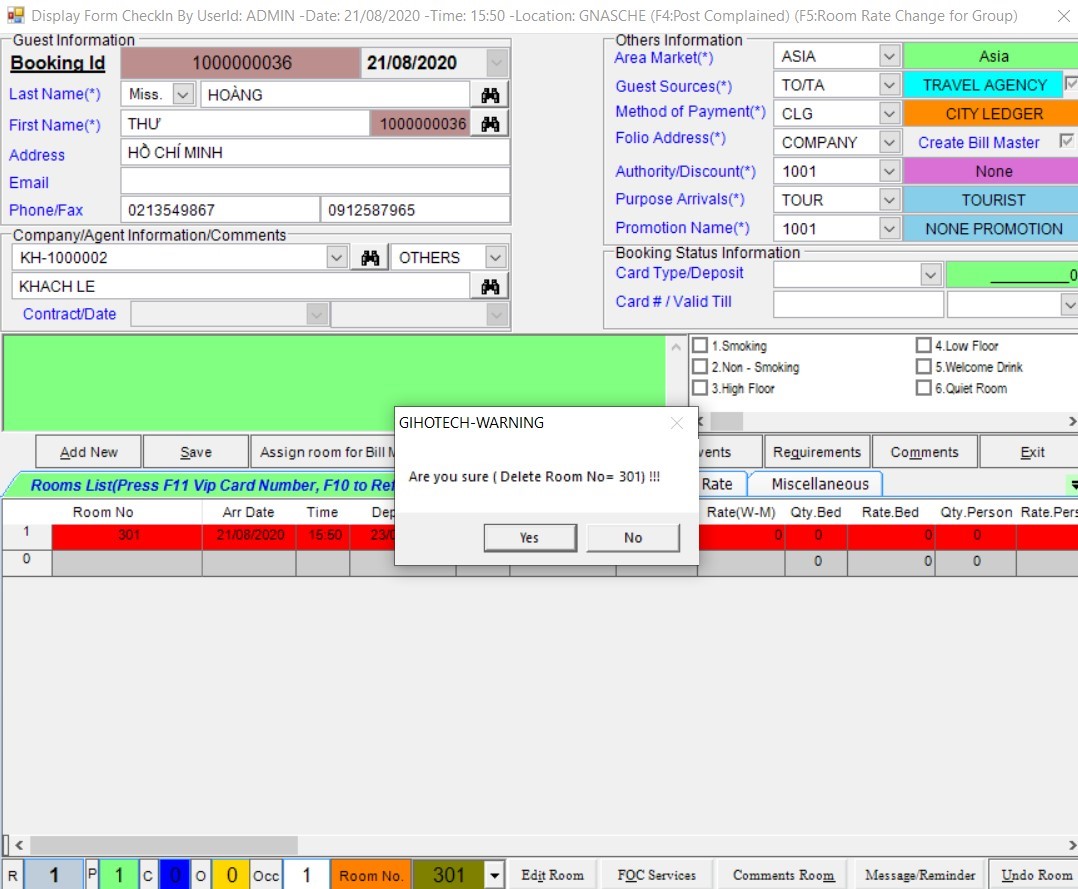 Display Form CheckIn By UserId: ADMIN -Date: 21/08/2020 -Time: 15:50 -Location: GNASCHE (F4:Post Complained) (F5:Room Rate Change for Group)
Guest Information
Booking Id 1000000036 21/08/2020
Last Name(*) Miss. HOÀNG
First Name(*) THƯ 1000000036
Address HỒ CHÍ MINH
Email
Phone/Fax 0213549867 0912587965
Company/Agent Information/Comments
KH-1000002 OTHERS
KHACH LE
Contract/Date
Others Information
Area Market(*) ASIA Asia
Guest Sources(*) TO/TA TRAVEL AGENCY
Method of Payment(*) CLG CITY LEDGER
Folio Address(*) COMPANY Create Bill Master
Authority/Discount(*) 1001 None
Purpose Arrivals(*) TOUR TOURIST
Promotion Name(*) 1001 NONE PROMOTION
Booking Status Information
Card Type/Deposit 0
Card # / Valid Till
1.Smoking 4.Low Floor
2.Non - Smoking 5.Welcome Drink
3.High Floor 6.Quiet Room
GIHOTECH-WARNING
Are you sure ( Delete Room No= 301) !!!
Yes No
Add New Save Assign room for Bill M vents Requirements Comments Exit
Rooms List(Press F11 Vip Card Number, F10 to Ref Rate Miscellaneous
Room No Arr Date Time Dep Rate(W-M) Qty.Bed Rate.Bed Qty.Person Rate.Pers
1 301 21/08/2020 15:50 23/0 0 0 0 0
0 0 0 0
R 1 P 1 C 0 O 0 Occ 1 Room No. 301 Edit Room FOC Services Comments Room Message/Reminder Undo Room